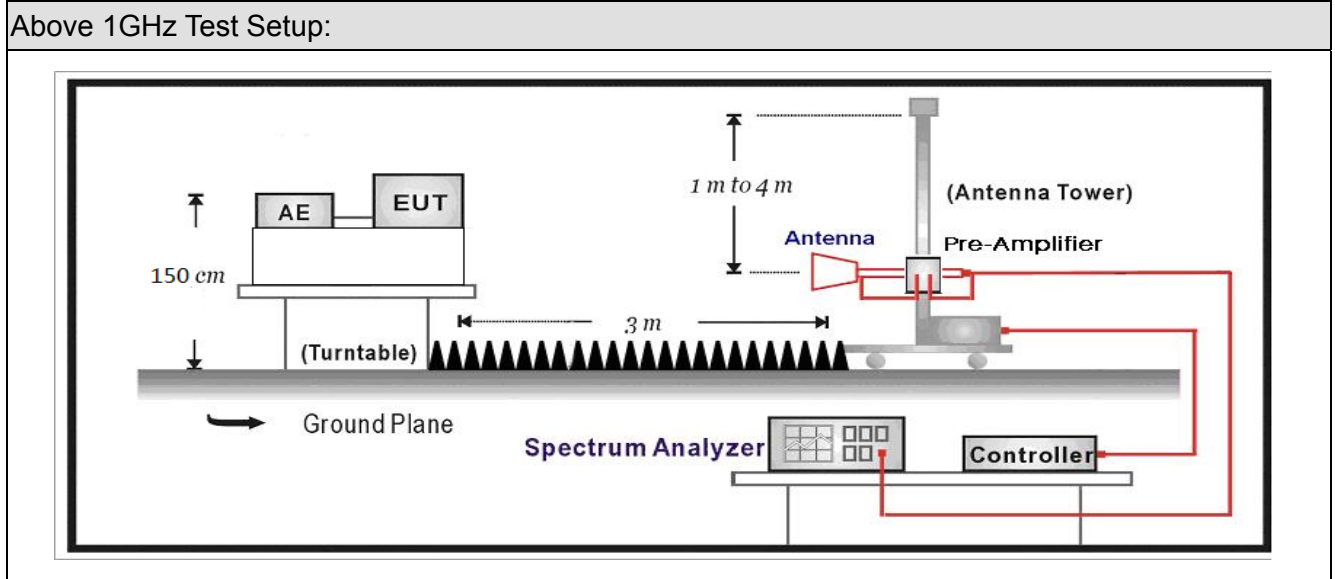 Above 1GHz Test Setup:
1 m to 4 m
(Antenna Tower)
AE
EUT
Antenna
Pre-Amplifier
150 cm
3 m
(Turntable)
Ground Plane
Spectrum Analyzer
Controller